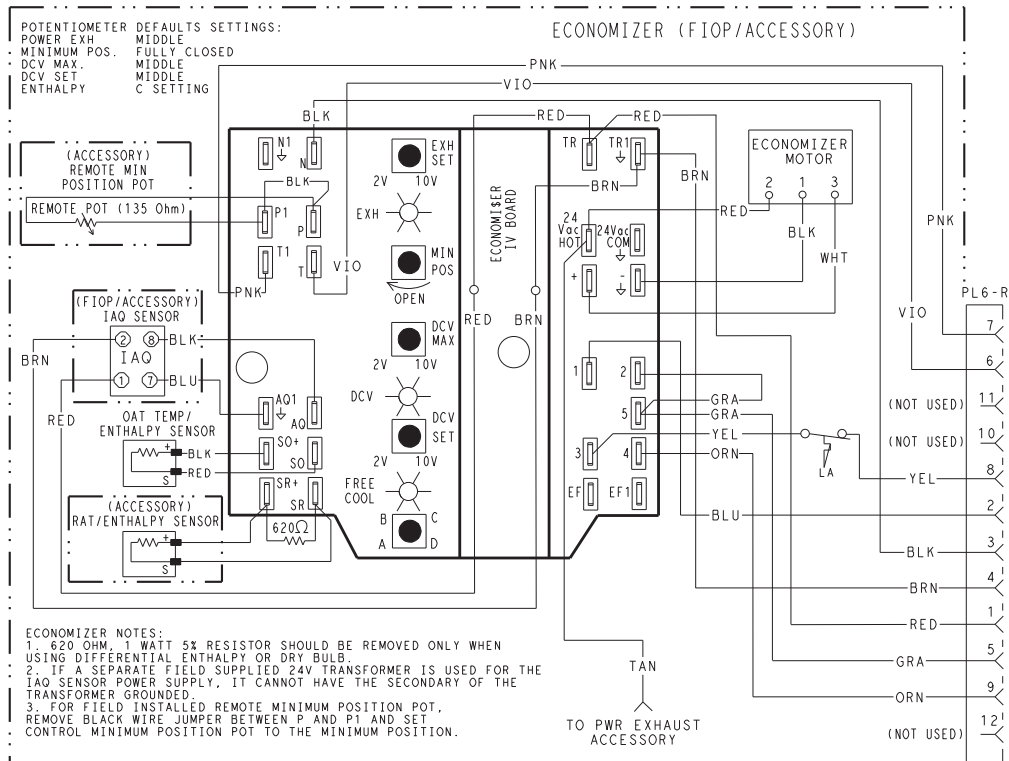 POTENTIOMETER DEFAULTS SETTINGS:
POWER EXH MIDDLE
MINIMUM POS. FULLY CLOSED
DCV MAX. MIDDLE
DCV SET MIDDLE
ENTHALPY C SETTING
ECONOMIZER (FIOP/ACCESSORY)
PNK
VIO
BLK
RED
RED
(ACCESSORY)
REMOTE MIN
POSITION POT
REMOTE POT (135 Ohm)
N1
N
BLK
P1
P
T1
T
VIO
PNK
EXH
SET
2V 10V
EXH
MIN
POS
OPEN
DCV
MAX
2V 10V
DCV
DCV
SET
2V 10V
FREE
COOL
B C
A D
ECONOMI$ER
IV BOARD
RED
BRN
TR
TR1
BRN
BRN
24
Vac
HOT
24Vac
COM
+
-
1
2
5
3
4
EF
EF1
ECONOMIZER
MOTOR
2 1 3
RED
BLK
WHT
PNK
VIO
PL6-R
7
6
11
(NOT USED)
10
(NOT USED)
8
YEL
2
3
BLK
4
BRN
1
RED
5
GRA
9
ORN
12
(NOT USED)
GRA
GRA
YEL
ORN
LA
BLU
(FIOP/ACCESSORY)
IAQ SENSOR
2 8
IAQ
1 7
BLK
BLU
BRN
RED
AQ1
AQ
OAT TEMP/
ENTHALPY SENSOR
+
S
BLK
RED
SO+
SO
SR+
SR
620Ω
(ACCESSORY)
RAT/ENTHALPY SENSOR
+
S
TAN
TO PWR EXHAUST
ACCESSORY
ECONOMIZER NOTES:
1. 620 OHM, 1 WATT 5% RESISTOR SHOULD BE REMOVED ONLY WHEN
USING DIFFERENTIAL ENTHALPY OR DRY BULB.
2. IF A SEPARATE FIELD SUPPLIED 24V TRANSFORMER IS USED FOR THE
IAQ SENSOR POWER SUPPLY, IT CANNOT HAVE THE SECONDARY OF THE
TRANSFORMER GROUNDED.
3. FOR FIELD INSTALLED REMOTE MINIMUM POSITION POT,
REMOVE BLACK WIRE JUMPER BETWEEN P AND P1 AND SET
CONTROL MINIMUM POSITION POT TO THE MINIMUM POSITION.